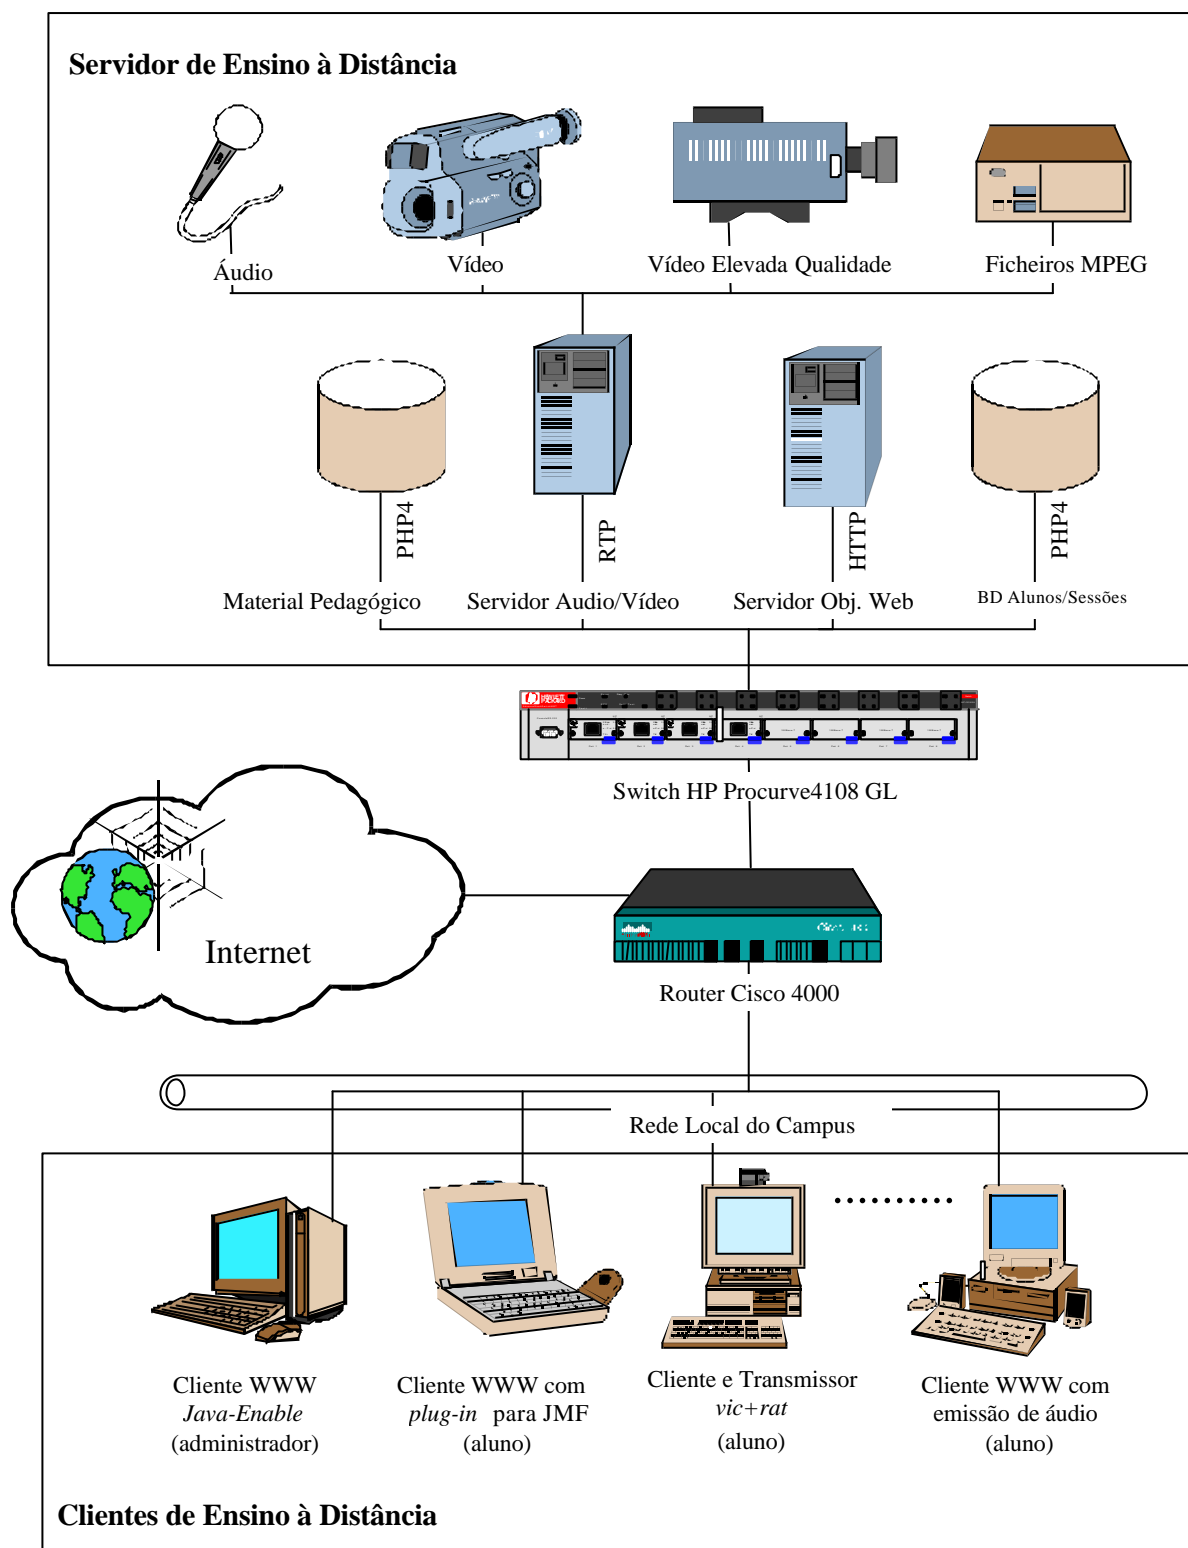 Servidor de Ensino à Distância
Áudio
Vídeo
Vídeo Elevada Qualidade
Ficheiros MPEG
PHP4
RTP
HTTP
PHP4
Material Pedagógico
Servidor Audio/Vídeo
Servidor Obj. Web
BD Alunos/Sessões
Switch HP Procurve4108 GL
Internet
Router Cisco 4000
Rede Local do Campus
Cliente WWW
Java-Enable
(administrador)
Cliente WWW com
plug-in para JMF
(aluno)
Cliente e Transmissor
vic+rat
(aluno)
Cliente WWW com
emissão de áudio
(aluno)
Clientes de Ensino à Distância